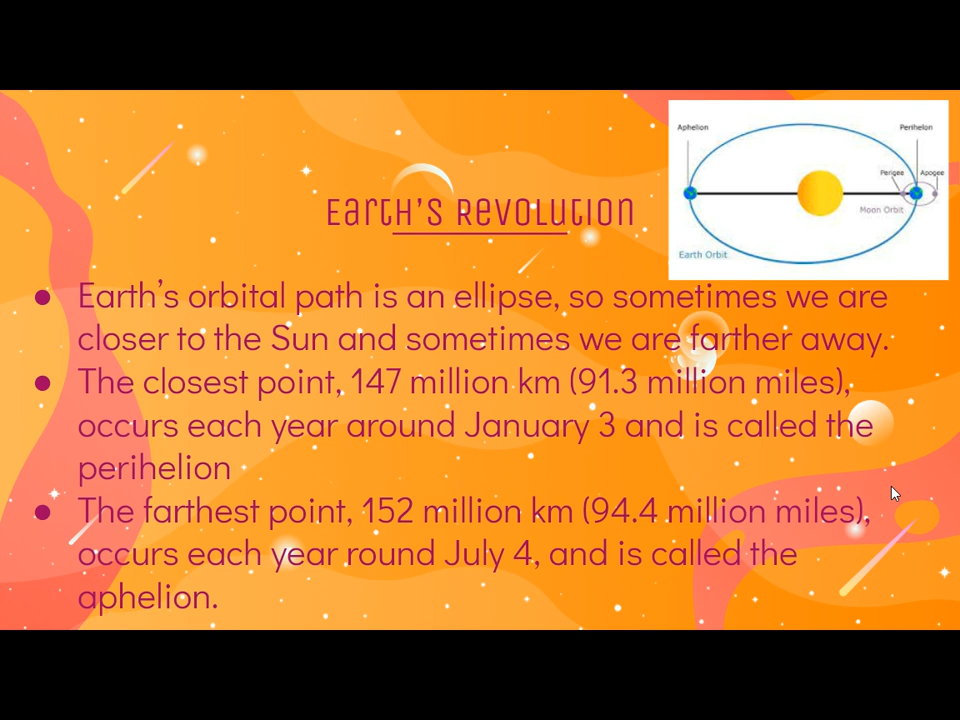 Aphelion
Perihelon
Perigee
Apogee
Moon Orbit
Earth Orbit
Earth's Revolution
● Earth's orbital path is an ellipse, so sometimes we are
closer to the Sun and sometimes we are farther away.
● The closest point, 147 million km (91.3 million miles),
occurs each year around January 3 and is called the
perihelion
● The farthest point, 152 million km (94.4 million miles),
occurs each year round July 4, and is called the
aphelion.